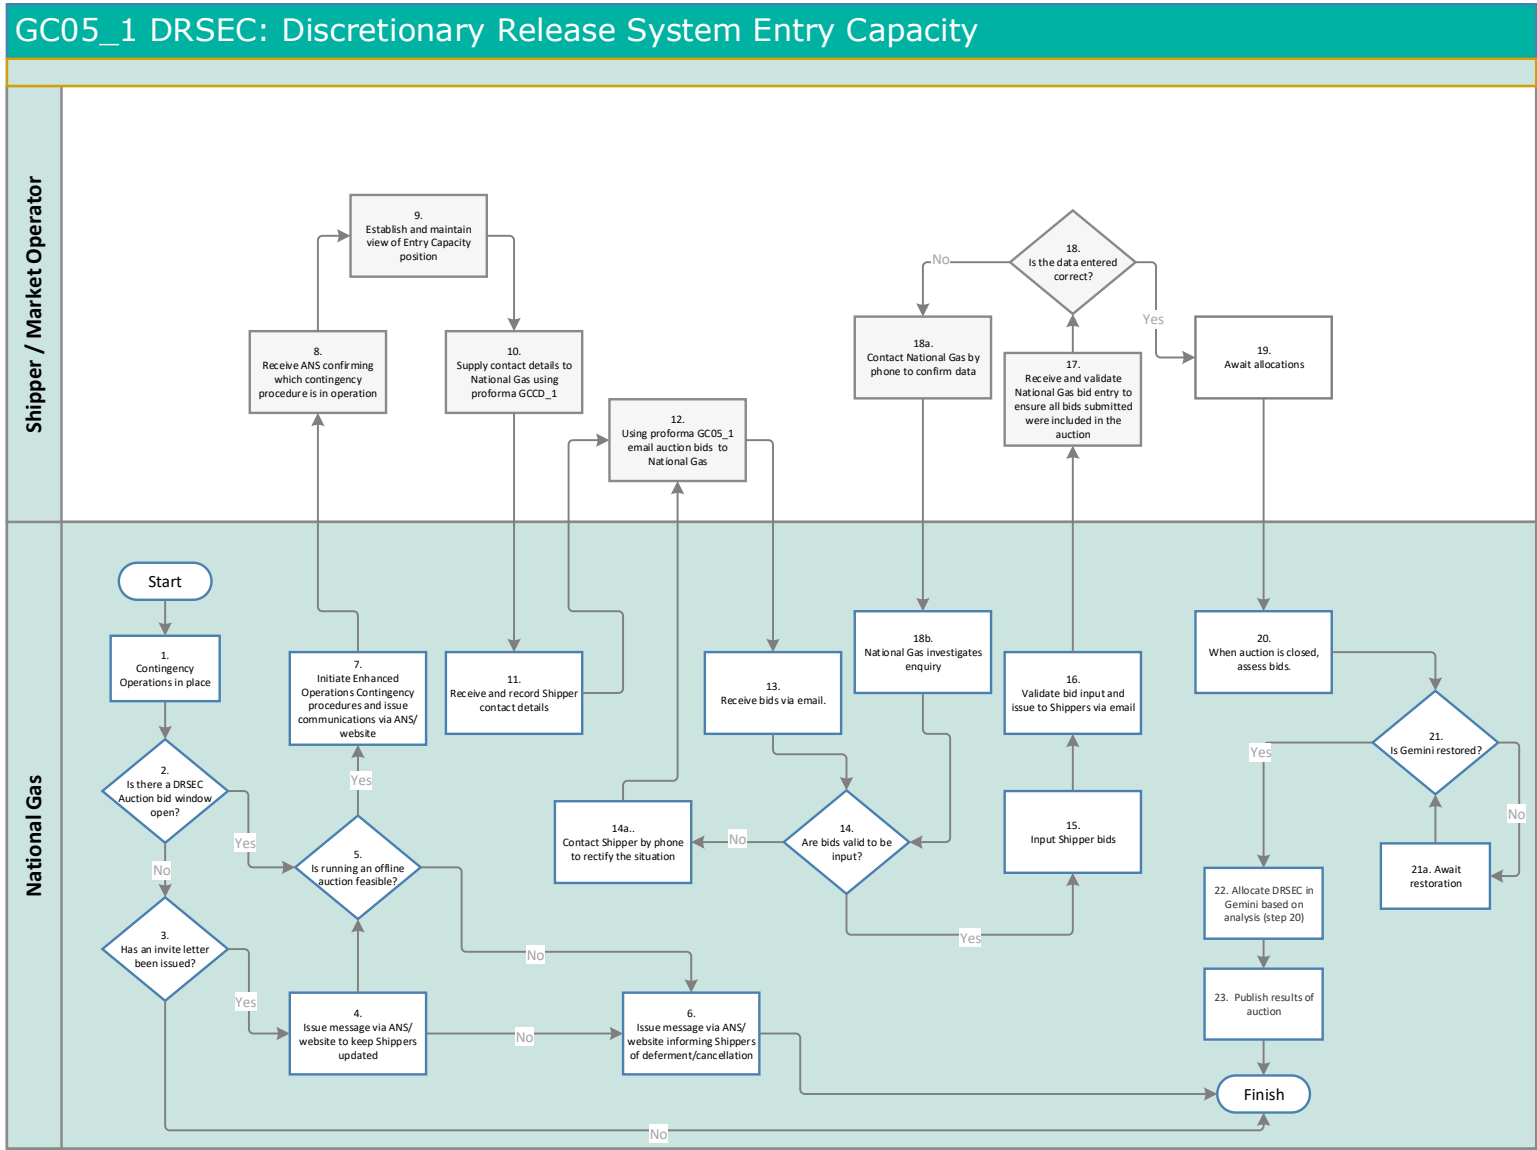 GC05_1 DRSEC: Discretionary Release System Entry Capacity
Shipper / Market Operator
9.
Establish and maintain
view of Entry Capacity
position
8.
Receive ANS confirming
which contingency
procedure is in operation
10.
Supply contact details to
National Gas using
proforma GCCD_1
12.
Using proforma GC05_1
email auction bids to
National Gas
18.
Is the data entered
correct?
No
Yes
18a.
Contact National Gas by
phone to confirm data
17.
Receive and validate
National Gas bid entry to
ensure all bids submitted
were included in the
auction
19.
Await allocations
National Gas
Start
1.
Contingency
Operations in place
2.
Is there a DRSEC
Auction bid window
open?
Yes
No
3.
Has an invite letter
been issued?
Yes
No
7.
Initiate Enhanced
Operations Contingency
procedures and issue
communications via ANS/
website
Yes
5.
Is running an offline
auction feasible?
No
4.
Issue message via ANS/
website to keep Shippers
updated
No
6.
Issue message via ANS/
website informing Shippers
of deferment/cancellation
11.
Receive and record Shipper
contact details
13.
Receive bids via email.
14a..
Contact Shipper by phone
to rectify the situation
No
14.
Are bids valid to be
input?
Yes
18b.
National Gas investigates
enquiry
16.
Validate bid input and
issue to Shippers via email
15.
Input Shipper bids
20.
When auction is closed,
assess bids.
21.
Is Gemini restored?
Yes
No
21a. Await
restoration
22. Allocate DRSEC in
Gemini based on
analysis (step 20)
23. Publish results of
auction
Finish